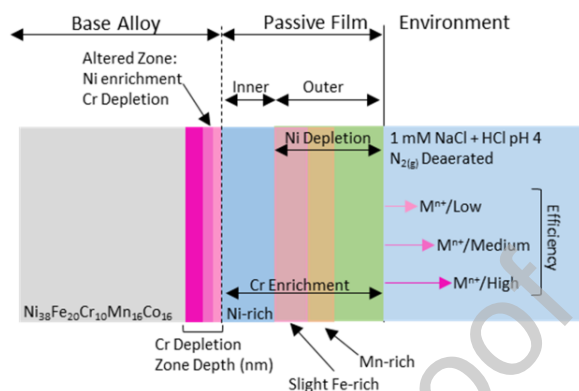 Base Alloy
Passive Film
Environment
Altered Zone:
Ni enrichment
Cr Depletion
Inner
Outer
Ni Depletion
1 mM NaCl + HCl pH 4
N₂₍g₎ Deaerated
Mⁿ⁺/Low
Mⁿ⁺/Medium
Mⁿ⁺/High
Efficiency
Cr Enrichment
Ni₃₈Fe₂₀Cr₁₀Mn₁₆Co₁₆
Ni-rich
Cr Depletion
Zone Depth (nm)
Mn-rich
Slight Fe-rich